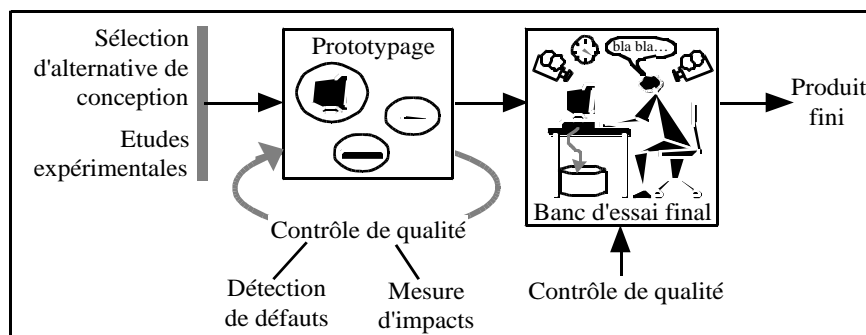 Sélection
d'alternative de
conception
Etudes
expérimentales
Prototypage
bla bla…
Banc d'essai final
Produit
fini
Contrôle de qualité
Détection
de défauts
Mesure
d'impacts
Contrôle de qualité